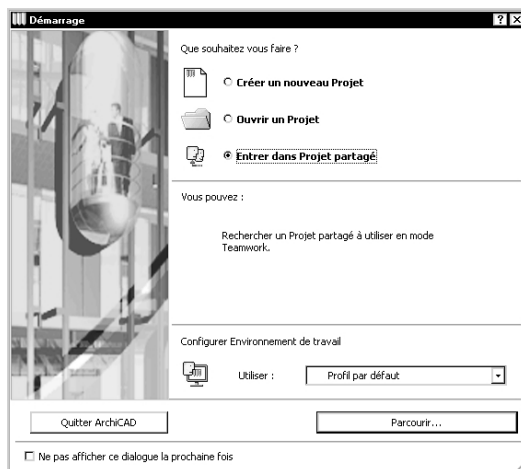 Démarrage
Que souhaitez vous faire ?
Créer un nouveau Projet
Ouvrir un Projet
Entrer dans Projet partagé
Vous pouvez :
Rechercher un Projet partagé à utiliser en mode
Teamwork.
Configurer Environnement de travail
Utiliser :
Profil par défaut
Quitter ArchiCAD
Parcourir...
Ne pas afficher ce dialogue la prochaine fois